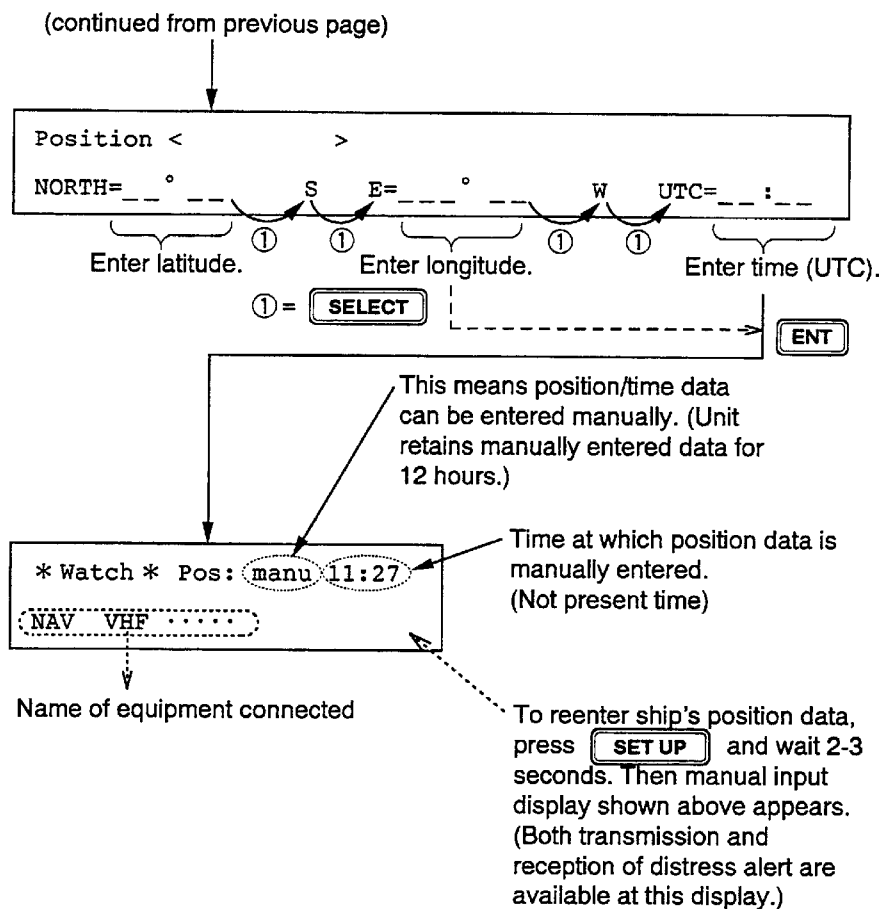 (continued from previous page)
Position <          >
NORTH=__°__ S E=___°__ W UTC=__:__
① ① ① ①
Enter latitude. Enter longitude. Enter time (UTC).
①= SELECT
ENT
This means position/time data
can be entered manually. (Unit
retains manually entered data for
12 hours.)
* Watch * Pos: manu 11:27
NAV VHF ·····
Time at which position data is
manually entered.
(Not present time)
Name of equipment connected
To reenter ship's position data,
press SET UP and wait 2-3
seconds. Then manual input
display shown above appears.
(Both transmission and
reception of distress alert are
available at this display.)